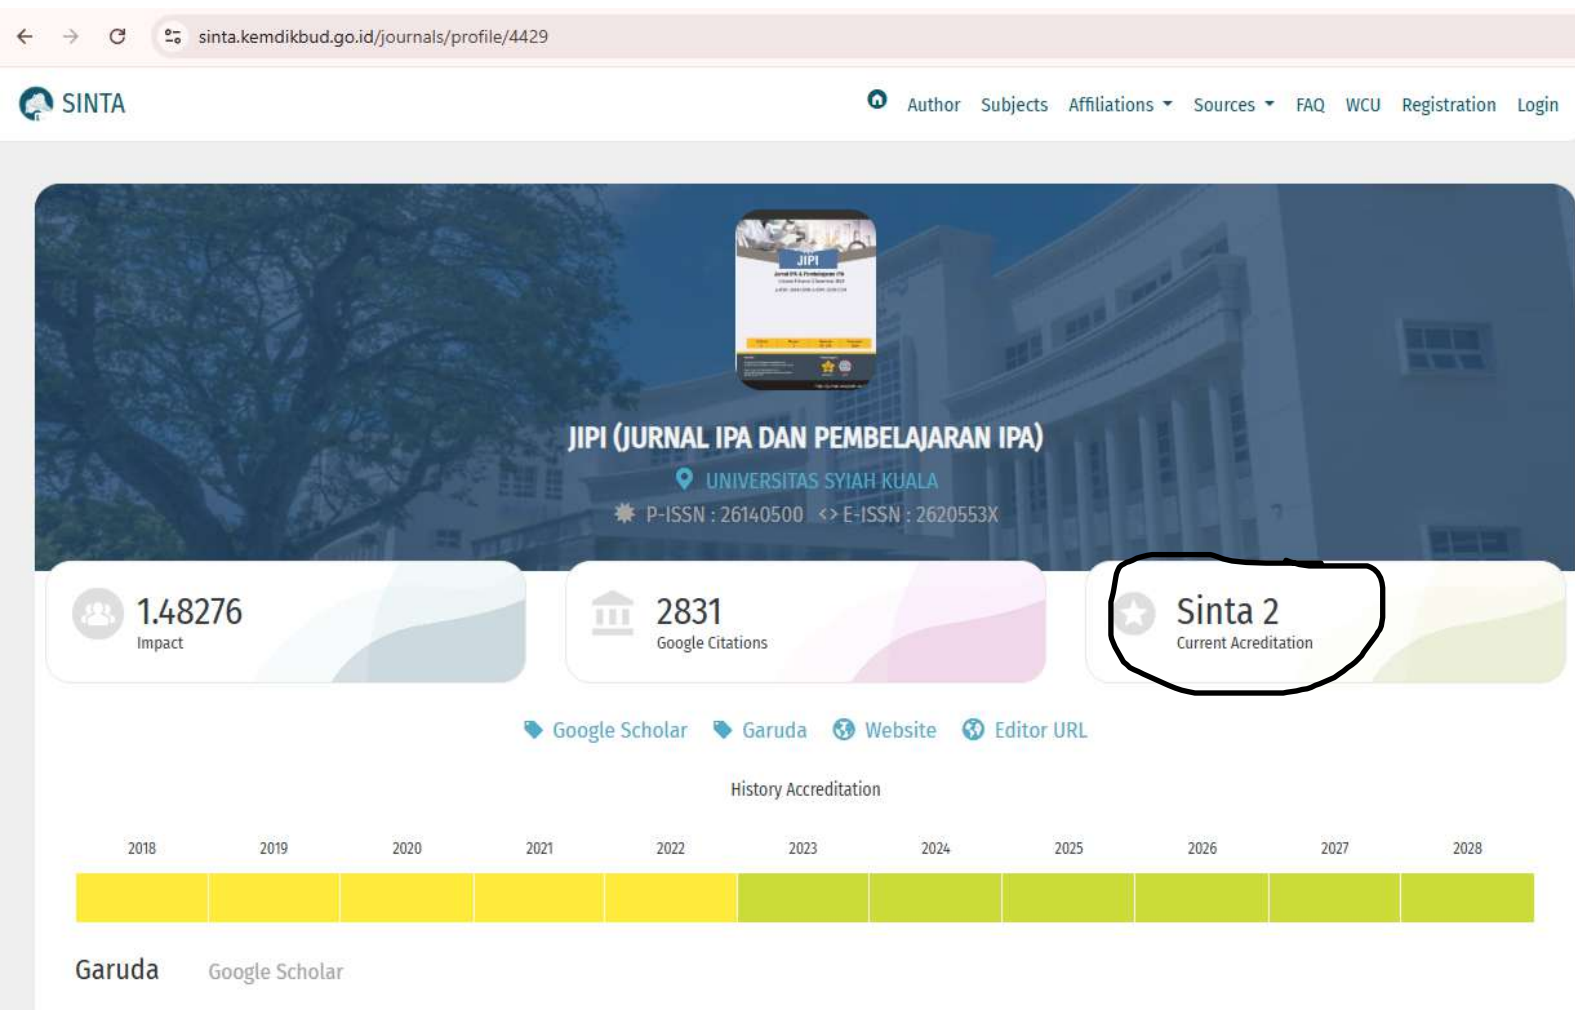 sinta.kemdikbud.go.id/journals/profile/4429
SINTA
Author Subjects Affiliations Sources FAQ WCU Registration Login
JIPI
JIPI (JURNAL IPA DAN PEMBELAJARAN IPA)
UNIVERSITAS SYIAH KUALA
P-ISSN : 26140500 <> E-ISSN : 2620553X
1.48276
Impact
2831
Google Citations
Sinta 2
Current Acreditation
Google Scholar Garuda Website Editor URL
History Accreditation
2018 2019 2020 2021 2022 2023 2024 2025 2026 2027 2028
Garuda Google Scholar